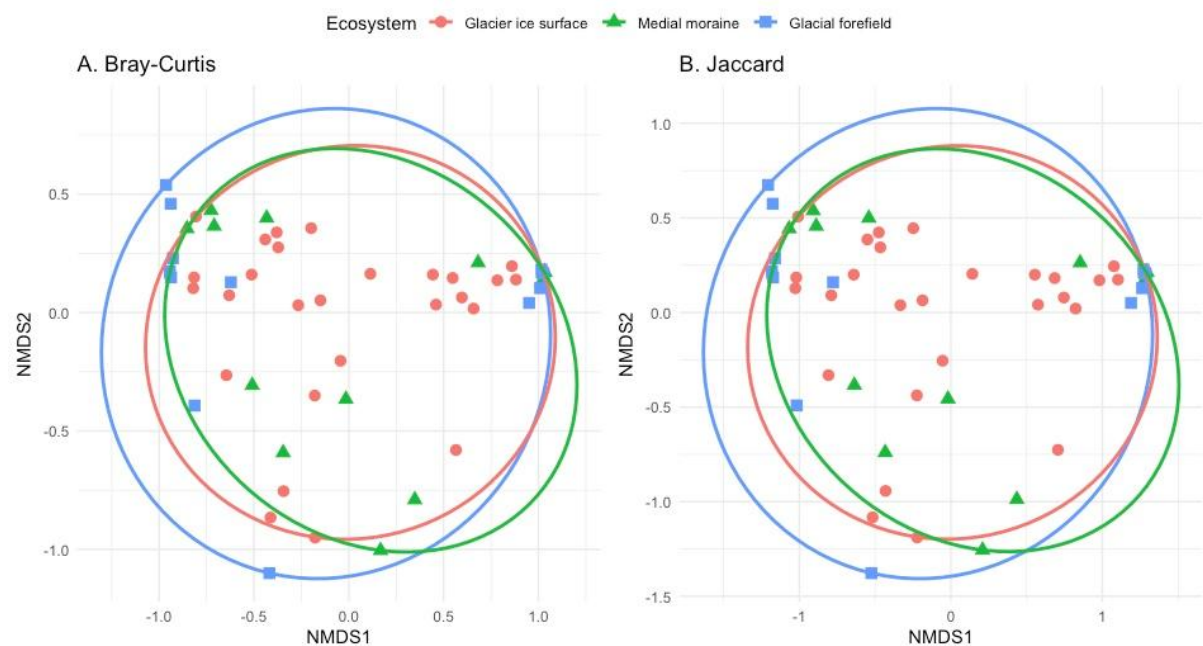 Ecosystem Glacier ice surface Medial moraine Glacial forefield
A. Bray-Curtis
0.5
0.0
-0.5
-1.0
NMDS2
-1.0 -0.5 0.0 0.5 1.0
NMDS1
B. Jaccard
1.0
0.5
0.0
-0.5
-1.0
-1.5
NMDS2
-1 0 1
NMDS1